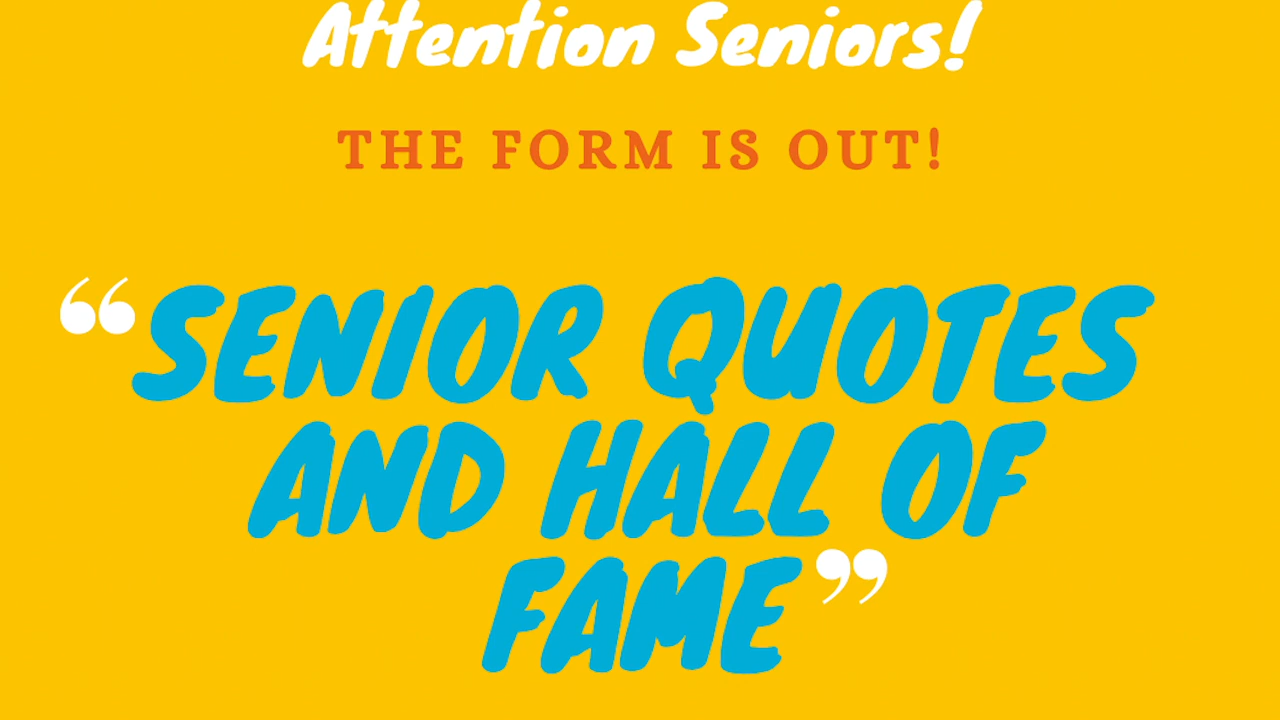 Attention Seniors!
THE FORM IS OUT!
“SENIOR QUOTES
AND HALL OF
FAME”